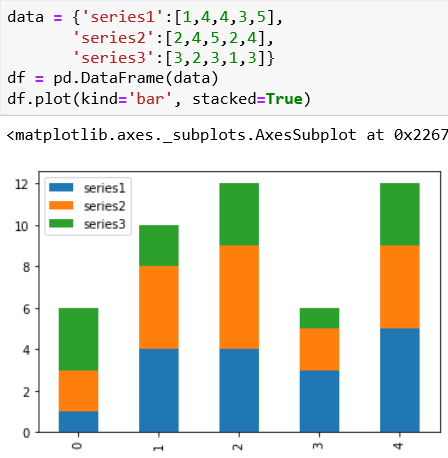 data = {'series1':[1,4,4,3,5],
'series2':[2,4,5,2,4],
'series3':[3,2,3,1,3]}
df = pd.DataFrame(data)
df.plot(kind='bar', stacked=True)
<matplotlib.axes._subplots.AxesSubplot at 0x2267
12
10
8
6
4
2
0
series1
series2
series3
0 1 2 3 4